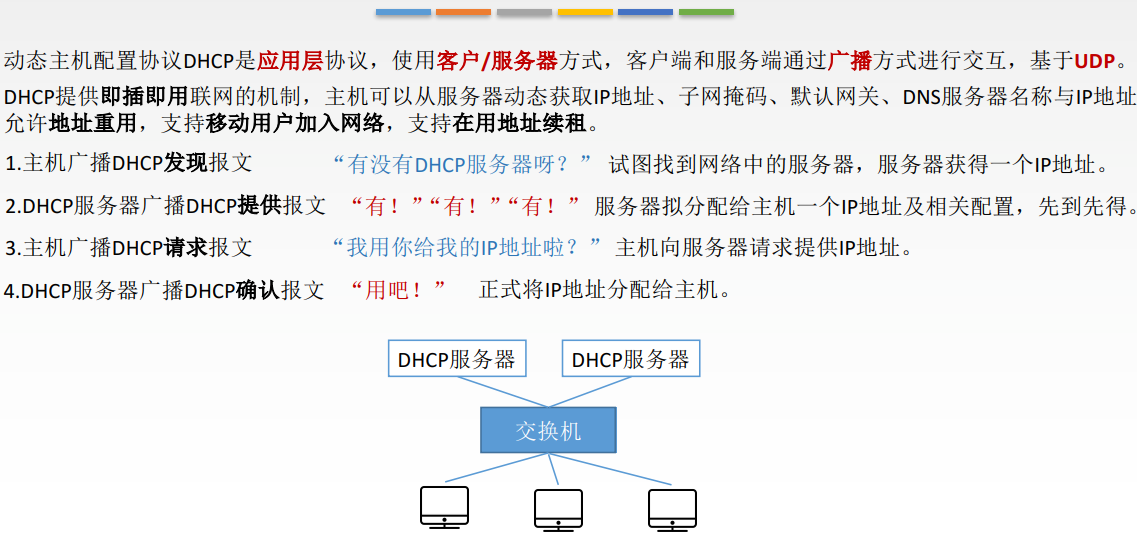 动态主机配置协议DHCP是应用层协议，使用客户/服务器方式，客户端和服务端通过广播方式进行交互，基于UDP。
DHCP提供即插即用联网的机制，主机可以从服务器动态获取IP地址、子网掩码、默认网关、DNS服务器名称与IP地址
允许地址重用，支持移动用户加入网络，支持在用地址续租。
1.主机广播DHCP发现报文 “有没有DHCP服务器呀？” 试图找到网络中的服务器，服务器获得一个IP地址。
2.DHCP服务器广播DHCP提供报文 “有！”“有！”“有！” 服务器拟分配给主机一个IP地址及相关配置，先到先得。
3.主机广播DHCP请求报文 “我用你给我的IP地址啦？” 主机向服务器请求提供IP地址。
4.DHCP服务器广播DHCP确认报文 “用吧！” 正式将IP地址分配给主机。
DHCP服务器 DHCP服务器
交换机